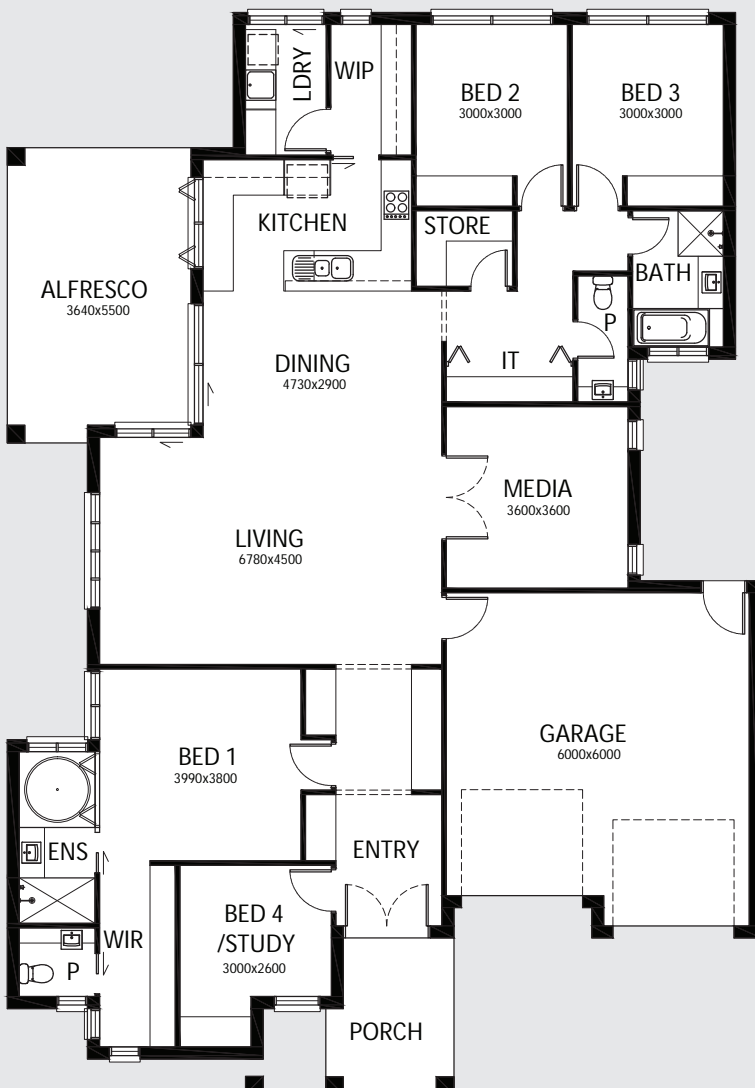 LDRY
WIP
BED 2
3000x3000
BED 3
3000x3000
KITCHEN
STORE
BATH
ALFRESCO
3640x5500
P
DINING
4730x2900
IT
MEDIA
3600x3600
LIVING
6780x4500
GARAGE
6000x6000
BED 1
3990x3800
ENS
ENTRY
BED 4
/STUDY
3000x2600
WIR
P
PORCH